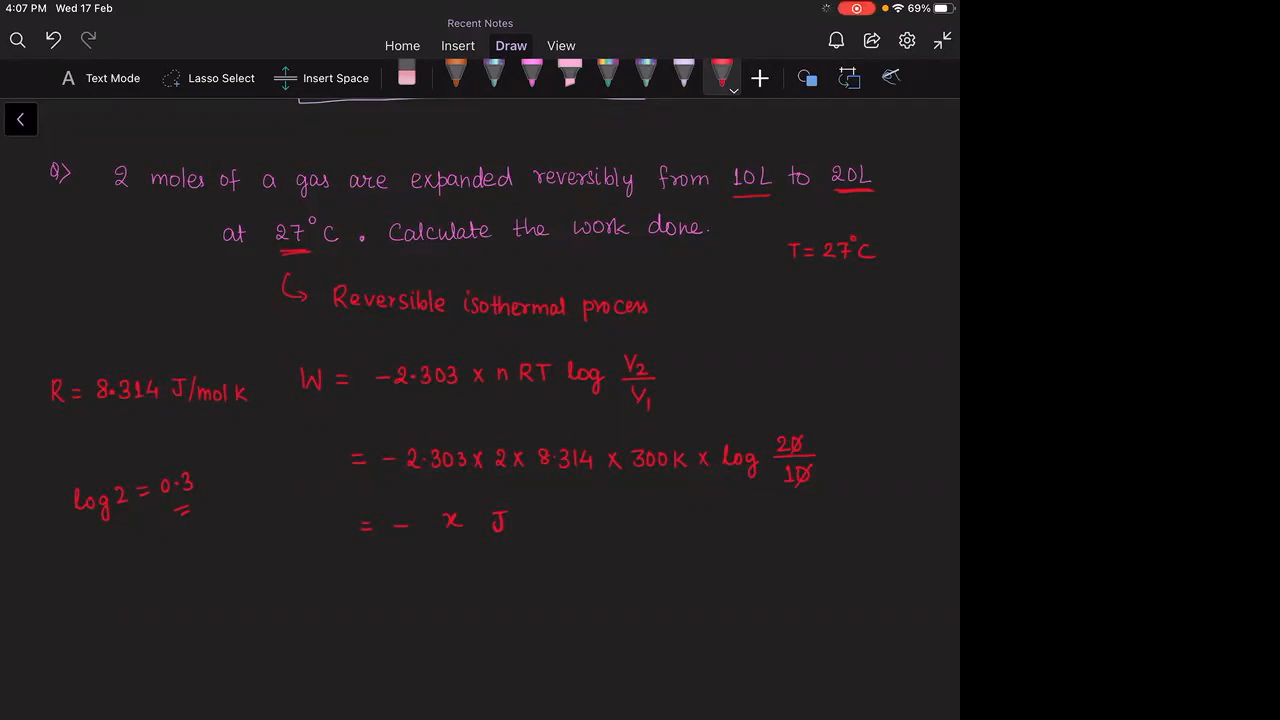 4:07 PM Wed 17 Feb
69%
Recent Notes
Home Insert Draw View
Text Mode Lasso Select Insert Space
Q> 2 moles of a gas are expanded reversibly from 10L to 20L
at 27°C. Calculate the work done.
T = 27°C
Reversible isothermal process
R = 8.314 J/mol K
W = -2.303 × nRT log V₂/V₁
= -2.303 × 2 × 8.314 × 300K × log 20/10
log 2 = 0.3
= - x J